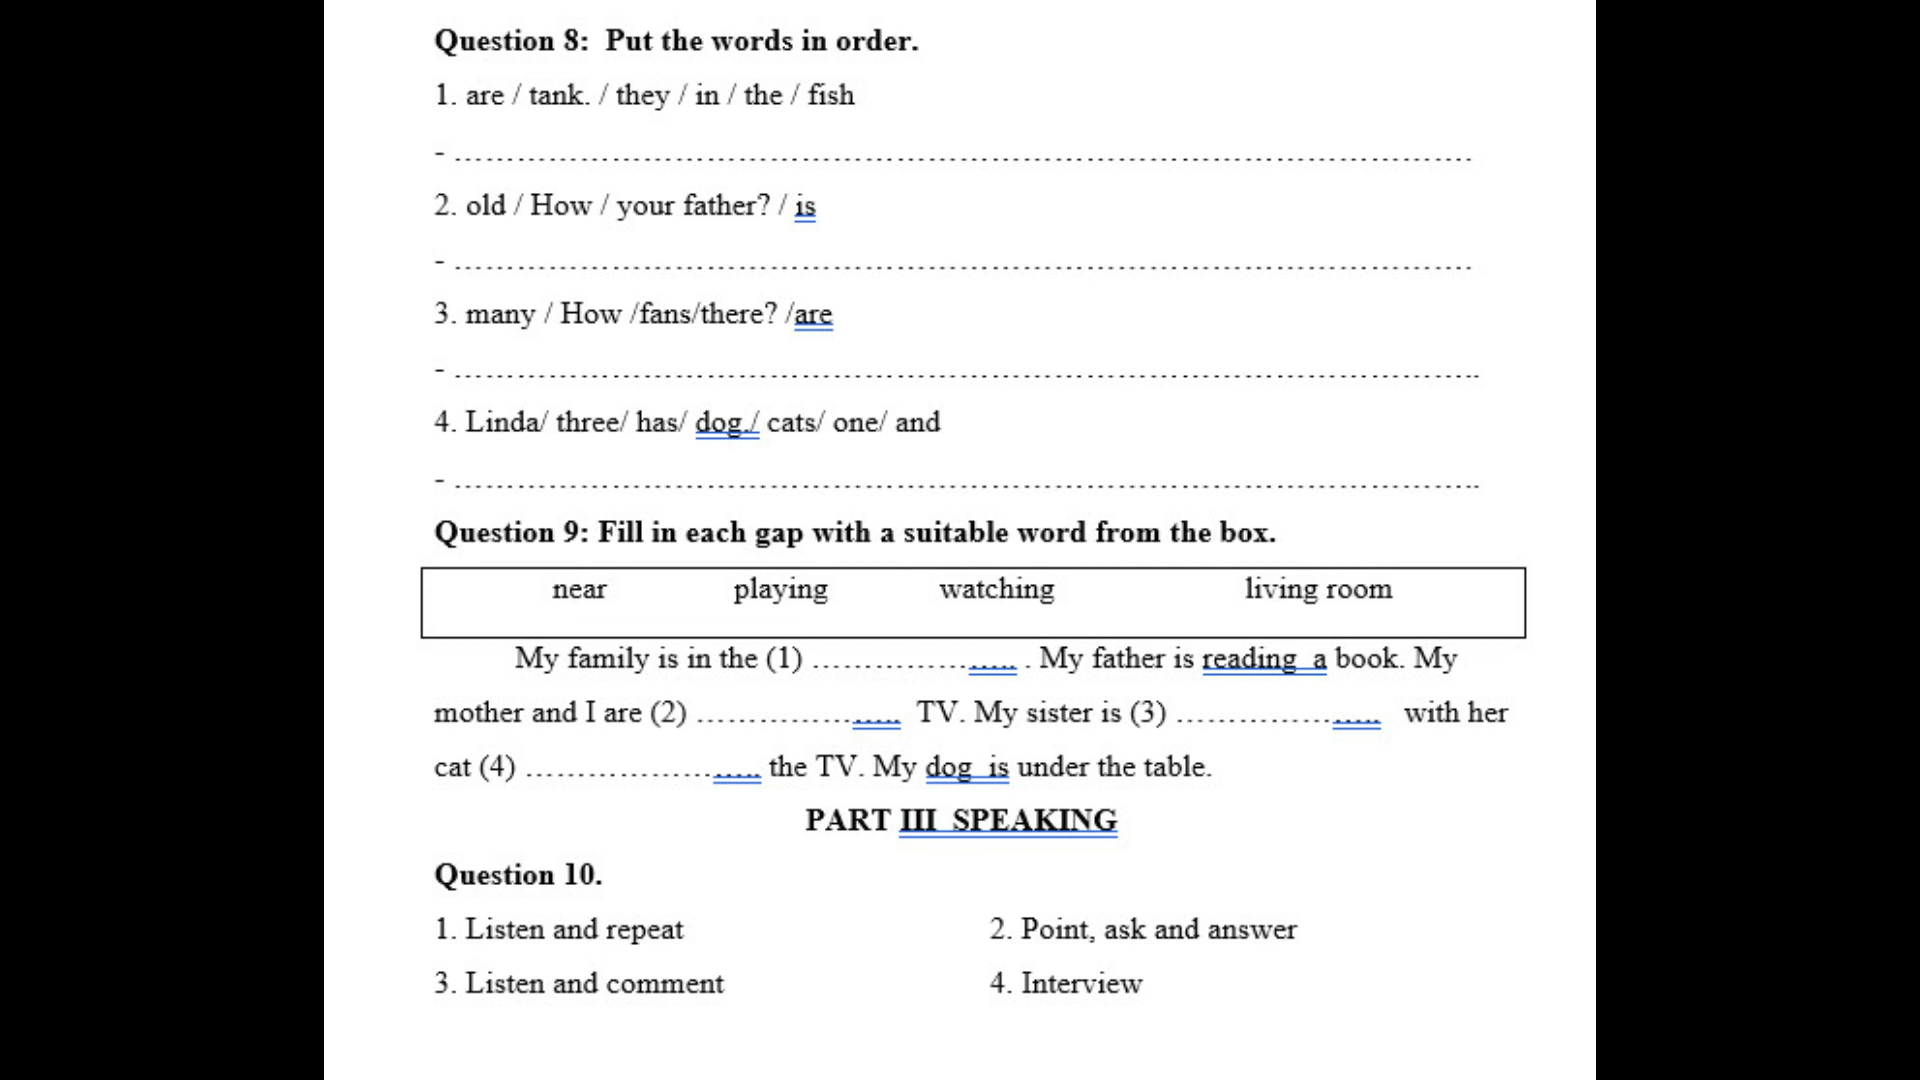 Question 8:  Put the words in order.
1. are / tank. / they / in / the / fish
- ........................................................................................................
2. old / How / your father? / is
- ........................................................................................................
3. many / How /fans/there? /are
- ........................................................................................................
4. Linda/ three/ has/ dog./ cats/ one/ and
- ........................................................................................................
Question 9: Fill in each gap with a suitable word from the box.
near playing watching living room
My family is in the (1) …………………... . My father is reading  a book. My
mother and I are (2) …………………... TV. My sister is (3) …………………... with her
cat (4) …………………... the TV. My dog  is under the table.
PART III  SPEAKING
Question 10.
1. Listen and repeat 2. Point, ask and answer
3. Listen and comment 4. Interview